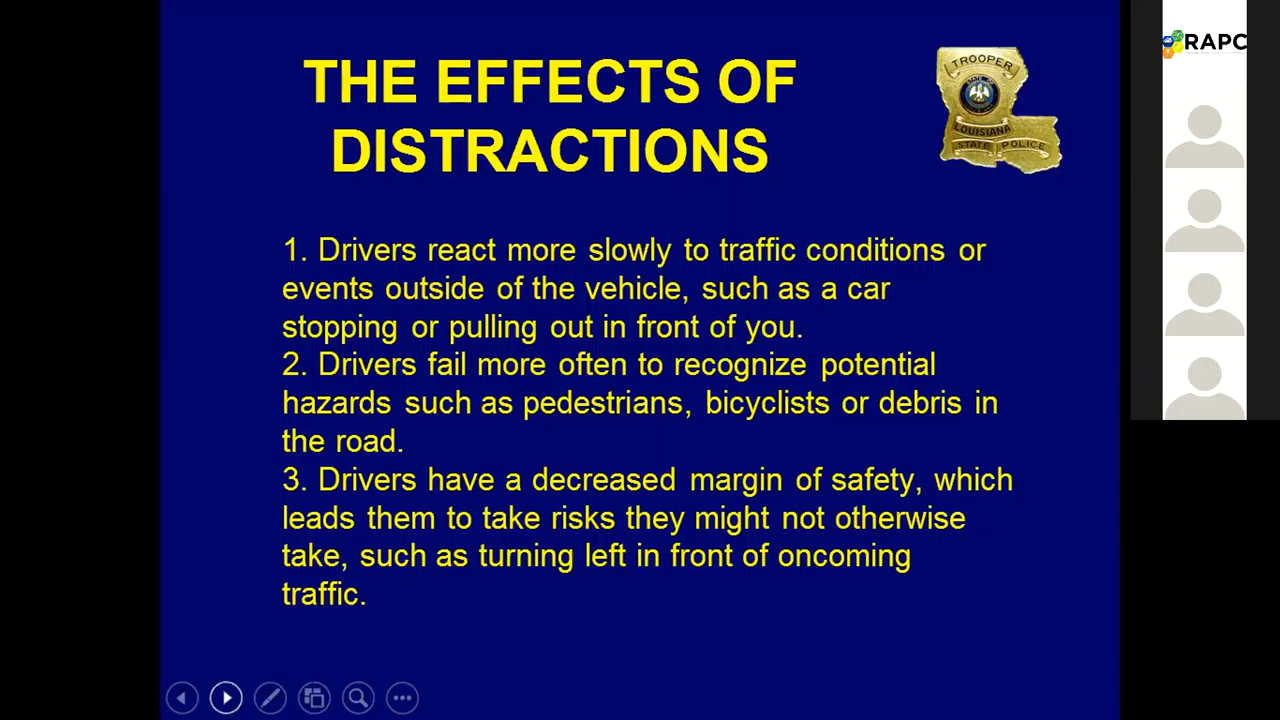 THE EFFECTS OF
DISTRACTIONS
TROOPER
LOUISIANA
STATE POLICE
RAPC
1. Drivers react more slowly to traffic conditions or
events outside of the vehicle, such as a car
stopping or pulling out in front of you.
2. Drivers fail more often to recognize potential
hazards such as pedestrians, bicyclists or debris in
the road.
3. Drivers have a decreased margin of safety, which
leads them to take risks they might not otherwise
take, such as turning left in front of oncoming
traffic.